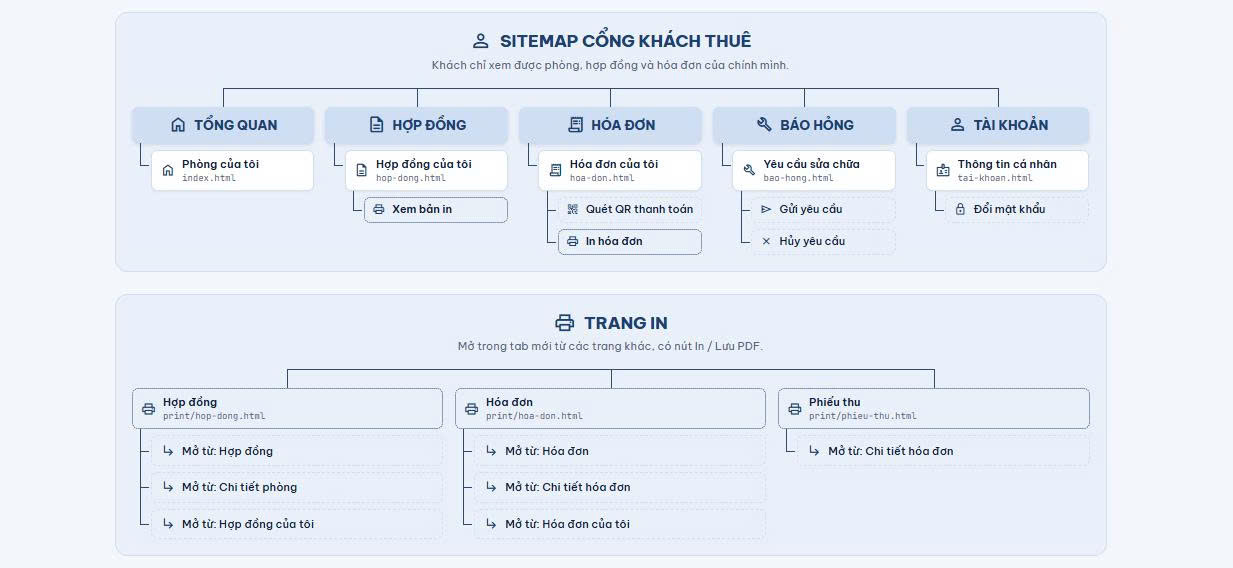 SITEMAP CỔNG KHÁCH THUÊ
Khách chỉ xem được phòng, hợp đồng và hóa đơn của chính mình.
TỔNG QUAN
Phòng của tôi
index.html
HỢP ĐỒNG
Hợp đồng của tôi
hop-dong.html
Xem bản in
HÓA ĐƠN
Hóa đơn của tôi
hoa-don.html
Quét QR thanh toán
In hóa đơn
BÁO HỎNG
Yêu cầu sửa chữa
bao-hong.html
Gửi yêu cầu
Hủy yêu cầu
TÀI KHOẢN
Thông tin cá nhân
tai-khoan.html
Đổi mật khẩu
TRANG IN
Mở trong tab mới từ các trang khác, có nút In / Lưu PDF.
Hợp đồng
print/hop-dong.html
Mở từ: Hợp đồng
Mở từ: Chi tiết phòng
Mở từ: Hợp đồng của tôi
Hóa đơn
print/hoa-don.html
Mở từ: Hóa đơn
Mở từ: Chi tiết hóa đơn
Mở từ: Hóa đơn của tôi
Phiếu thu
print/phieu-thu.html
Mở từ: Chi tiết hóa đơn